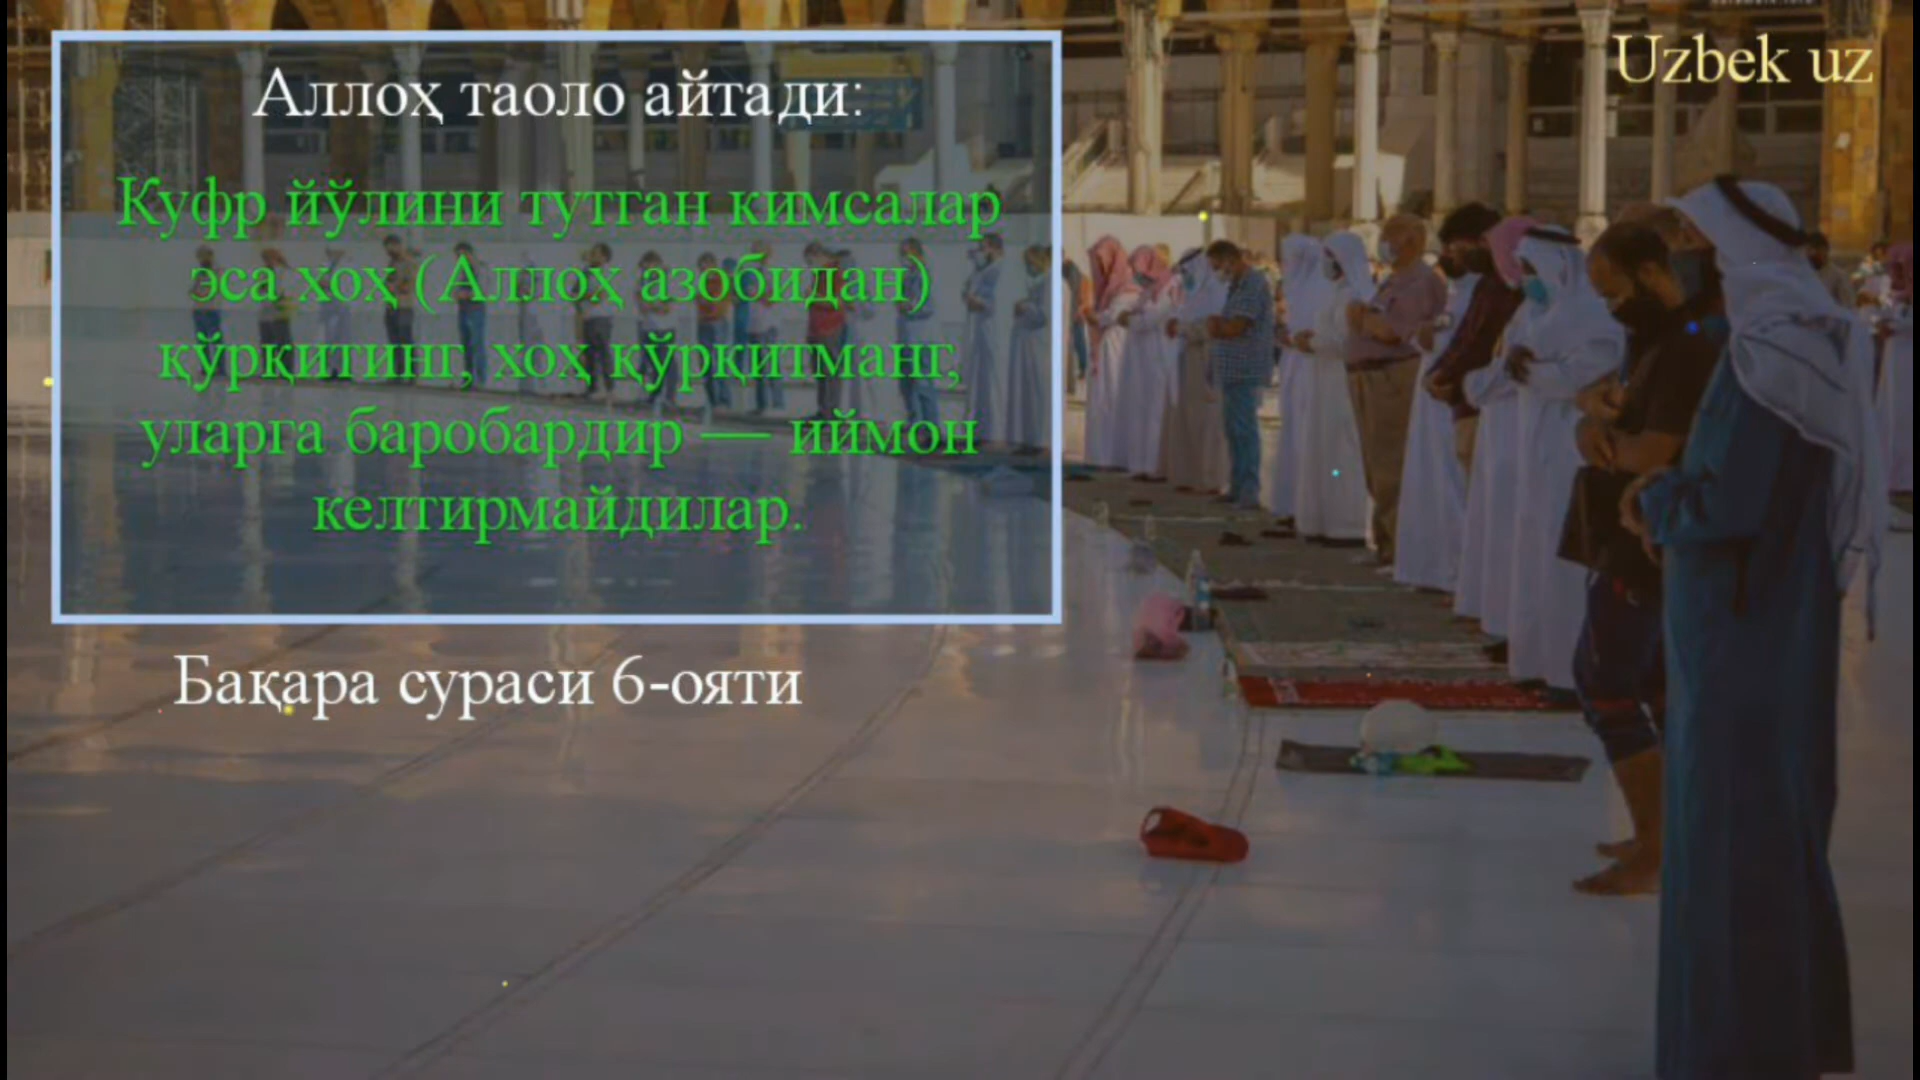 Uzbek uz
Аллоҳ таоло айтади:
Куфр йўлини тутган кимсалар
эса хоҳ (Аллоҳ азобидан)
қўрқитинг, хоҳ қўрқитманг,
уларга баробардир — иймон
келтирмайдилар.
Бақара сураси 6-ояти